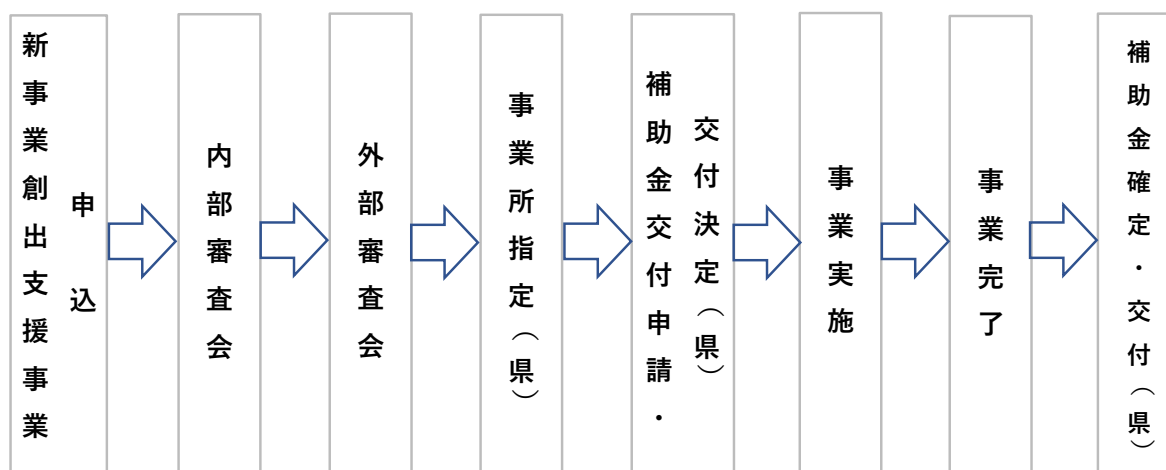 新事業創出支援事業
申込
内部審査会
外部審査会
事業所指定（県）
補助金交付申請・
交付決定（県）
事業実施
事業完了
補助金確定・交付（県）